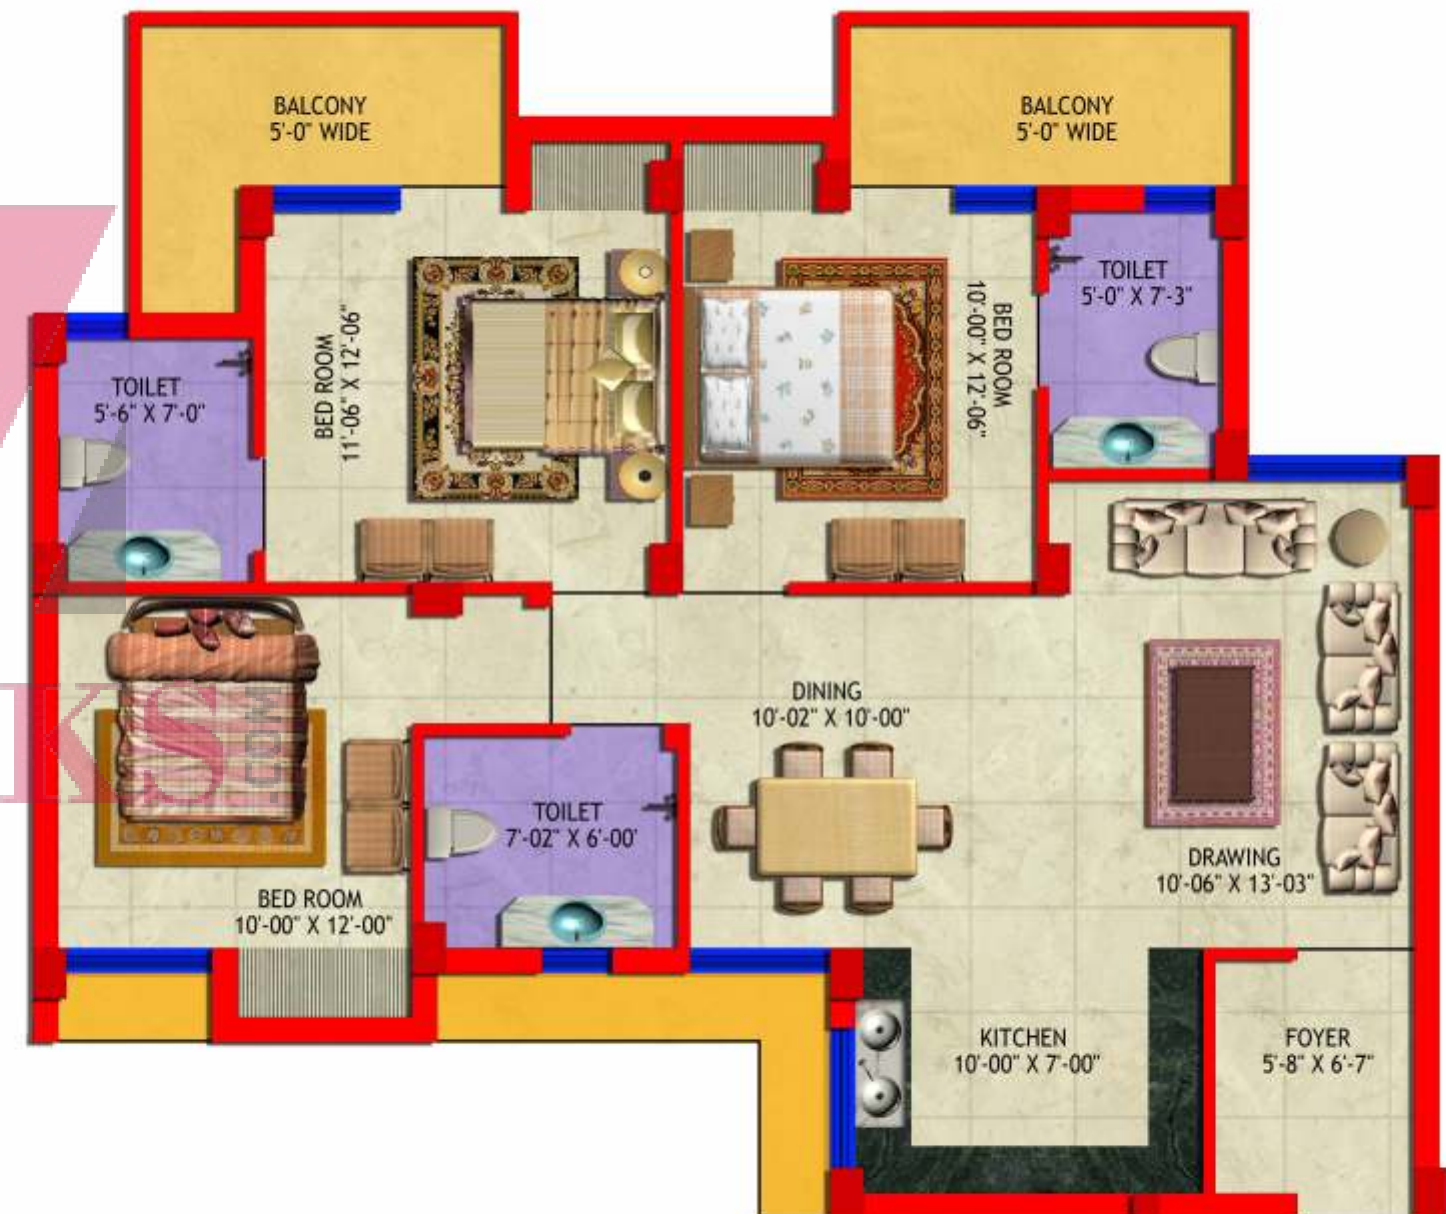 BALCONY
5'-0" WIDE
BALCONY
5'-0" WIDE
TOILET
5'-6" X 7'-0"
BED ROOM
11'-06" X 12'-06"
BED ROOM
10'-00" X 12'-06"
TOILET
5'-0" X 7'-3"
DINING
10'-02" X 10'-00"
KS
.COM
TOILET
7'-02" X 6'-00'
DRAWING
10'-06" X 13'-03"
BED ROOM
10'-00" X 12'-00"
KITCHEN
10'-00" X 7'-00"
FOYER
5'-8" X 6'-7"